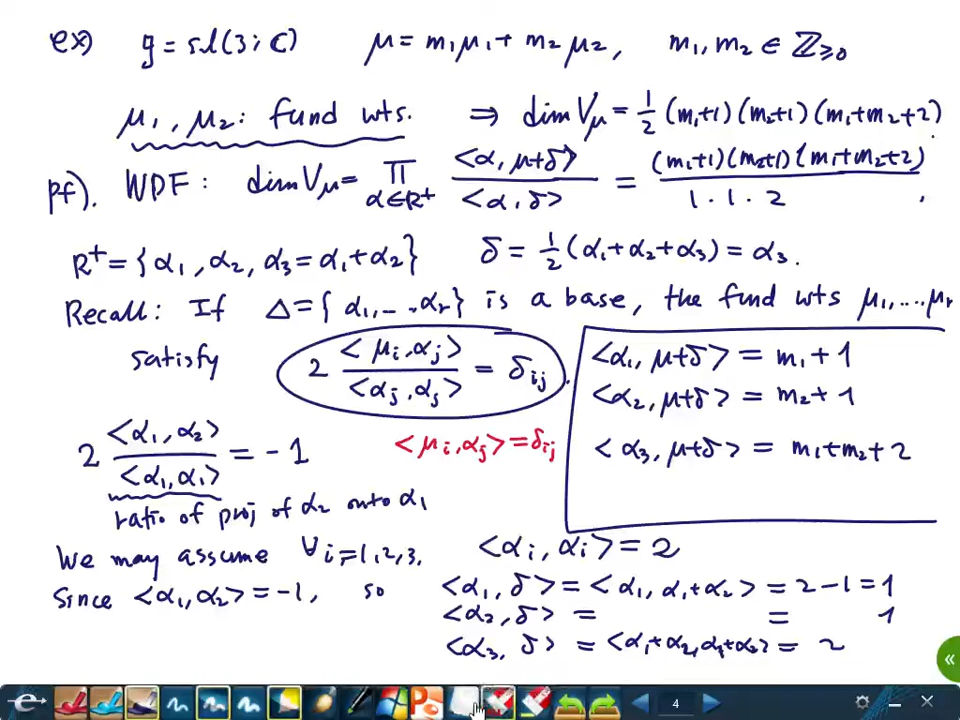 ex) g = sl(3; C) μ = m₁μ₁ + m₂μ₂, m₁, m₂ ∈ ℤ≥0
μ₁, μ₂: fund wts. ⇒ dim Vμ = 1/2 (m₁+1)(m₂+1)(m₁+m₂+2)
pf). WDF: dim Vμ = ∏_{α∈R⁺} <α, μ+δ> / <α, δ> = (m₁+1)(m₂+1)(m₁+m₂+2) / 1·1·2 .
R⁺ = {α₁, α₂, α₃ = α₁+α₂} δ = 1/2 (α₁+α₂+α₃) = α₃.
Recall: If Δ = {α₁, ... , αr} is a base, the fund wts μ₁, ... , μr
satisfy 2 <μi, αj> / <αj, αj> = δij.
<α₁, μ+δ> = m₁ + 1
<α₂, μ+δ> = m₂ + 1
<α₃, μ+δ> = m₁+m₂+2
2 <α₁, α₂> / <α₁, α₁> = -1 <μi, αj> = δij
ratio of proj of α₂ onto α₁
We may assume ∀i=1,2,3, <αi, αi> = 2
Since <α₁, α₂> = -1, so <α₁, δ> = <α₁, α₁+α₂> = 2-1 = 1
<α₂, δ> = = 1
<α₃, δ> = <α₁+α₂, α₁+α₂> = 2
4